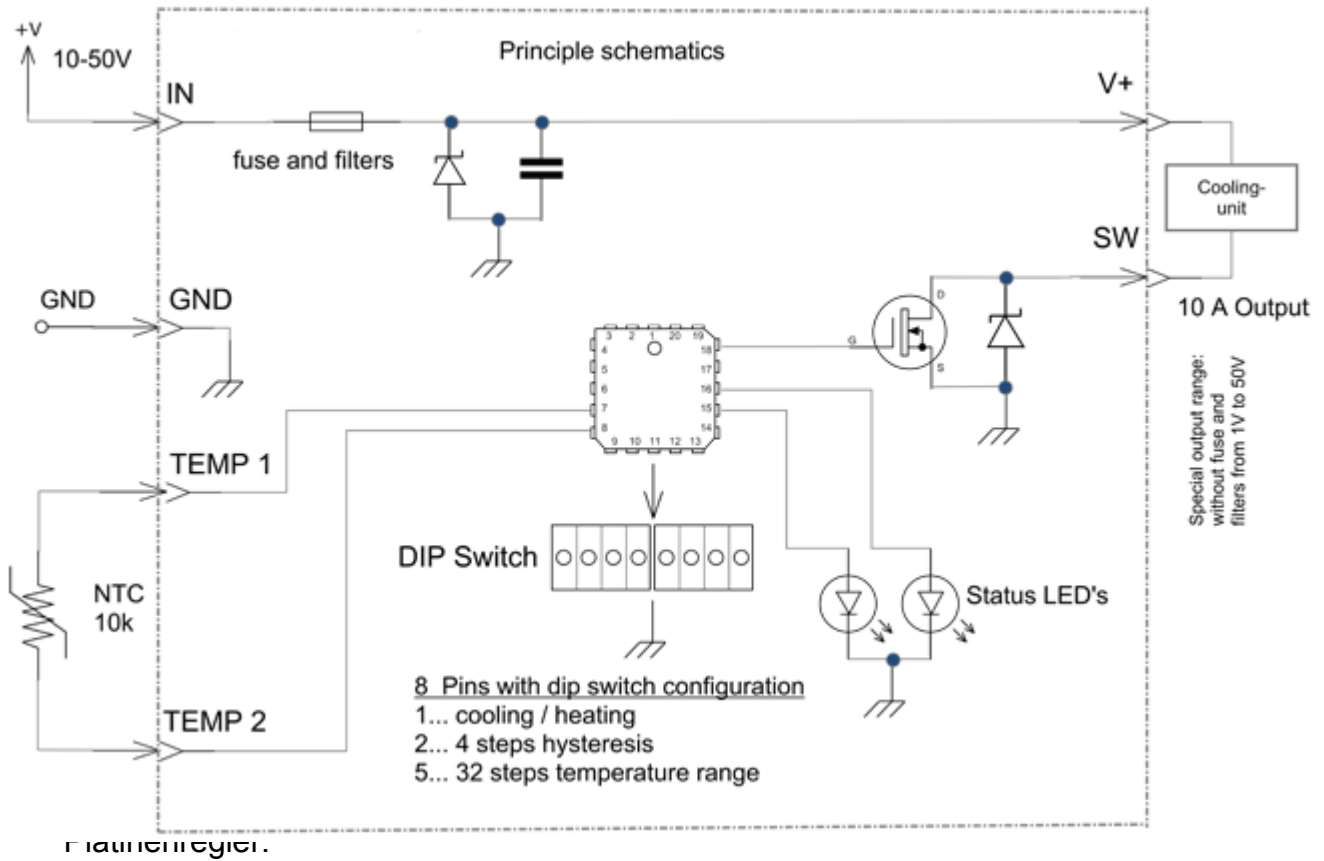 +V
10-50V
Principle schematics
IN
V+
fuse and filters
Cooling-
unit
SW
GND
GND
10 A Output
D
G
S
3 2 1 20 19
4
5
6
7
8
18
17
16
15
14
9 10 11 12 13
Special output range:
without fuse and
filters from 1V to 50V
TEMP 1
DIP Switch
NTC
10k
Status LED's
TEMP 2
8 Pins with dip switch configuration
1... cooling / heating
2... 4 steps hysteresis
5... 32 steps temperature range
Platinenregler: